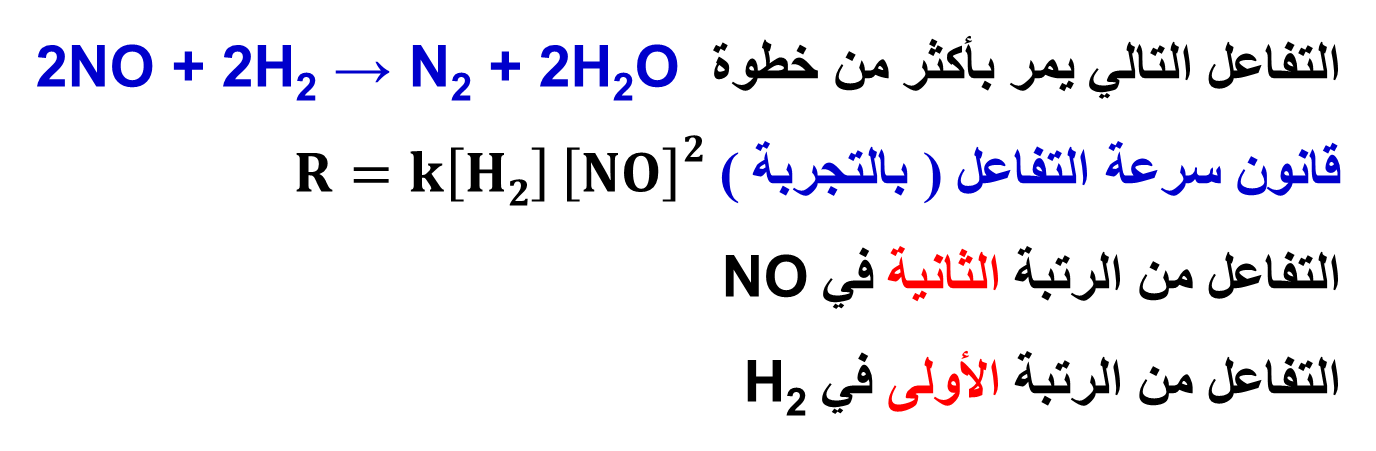 التفاعل التالي يمر بأكثر من خطوة 2NO + 2H₂ → N₂ + 2H₂O
قانون سرعة التفاعل ( بالتجربة ) R = k[H₂] [NO]²
التفاعل من الرتبة الثانية في NO
التفاعل من الرتبة الأولى في H₂